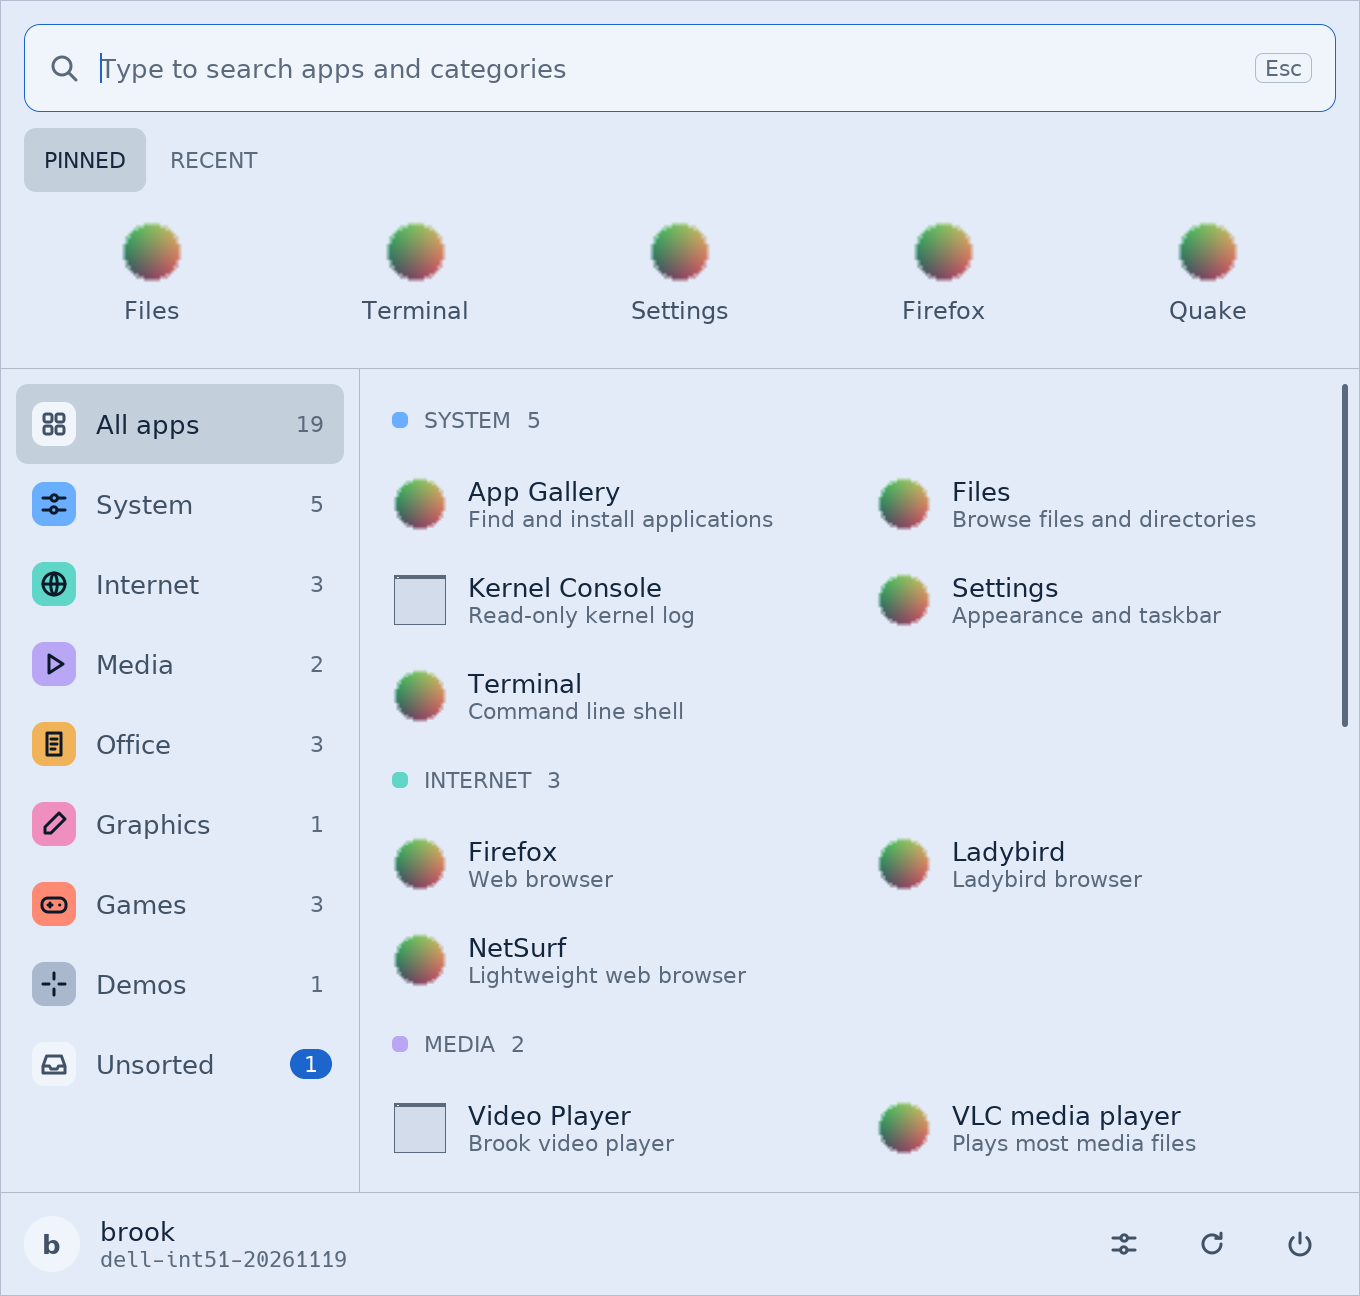 Type to search apps and categories
Esc
PINNED RECENT
Files Terminal Settings Firefox Quake
All apps 19
System 5
Internet 3
Media 2
Office 3
Graphics 1
Games 3
Demos 1
Unsorted 1
SYSTEM 5
App Gallery
Find and install applications
Files
Browse files and directories
Kernel Console
Read-only kernel log
Settings
Appearance and taskbar
Terminal
Command line shell
INTERNET 3
Firefox
Web browser
Ladybird
Ladybird browser
NetSurf
Lightweight web browser
MEDIA 2
Video Player
Brook video player
VLC media player
Plays most media files
b
brook
dell-int51-20261119